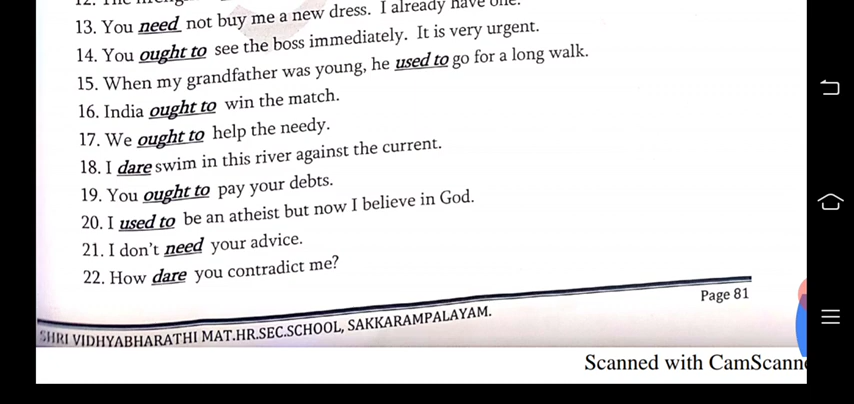 13. You need not buy me a new dress. I already have one.
14. You ought to see the boss immediately. It is very urgent.
15. When my grandfather was young, he used to go for a long walk.
16. India ought to win the match.
17. We ought to help the needy.
18. I dare swim in this river against the current.
19. You ought to pay your debts.
20. I used to be an atheist but now I believe in God.
21. I don't need your advice.
22. How dare you contradict me?
Page 81
SHRI VIDHYABHARATHI MAT.HR.SEC.SCHOOL, SAKKARAMPALAYAM.
Scanned with CamScann